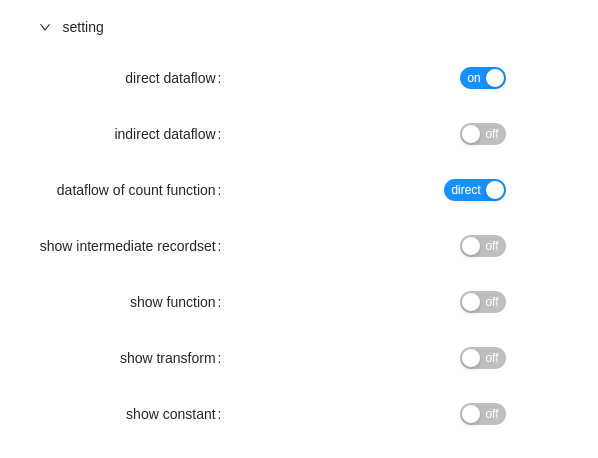 setting
direct dataflow: on
indirect dataflow: off
dataflow of count function: direct
show intermediate recordset: off
show function: off
show transform: off
show constant: off